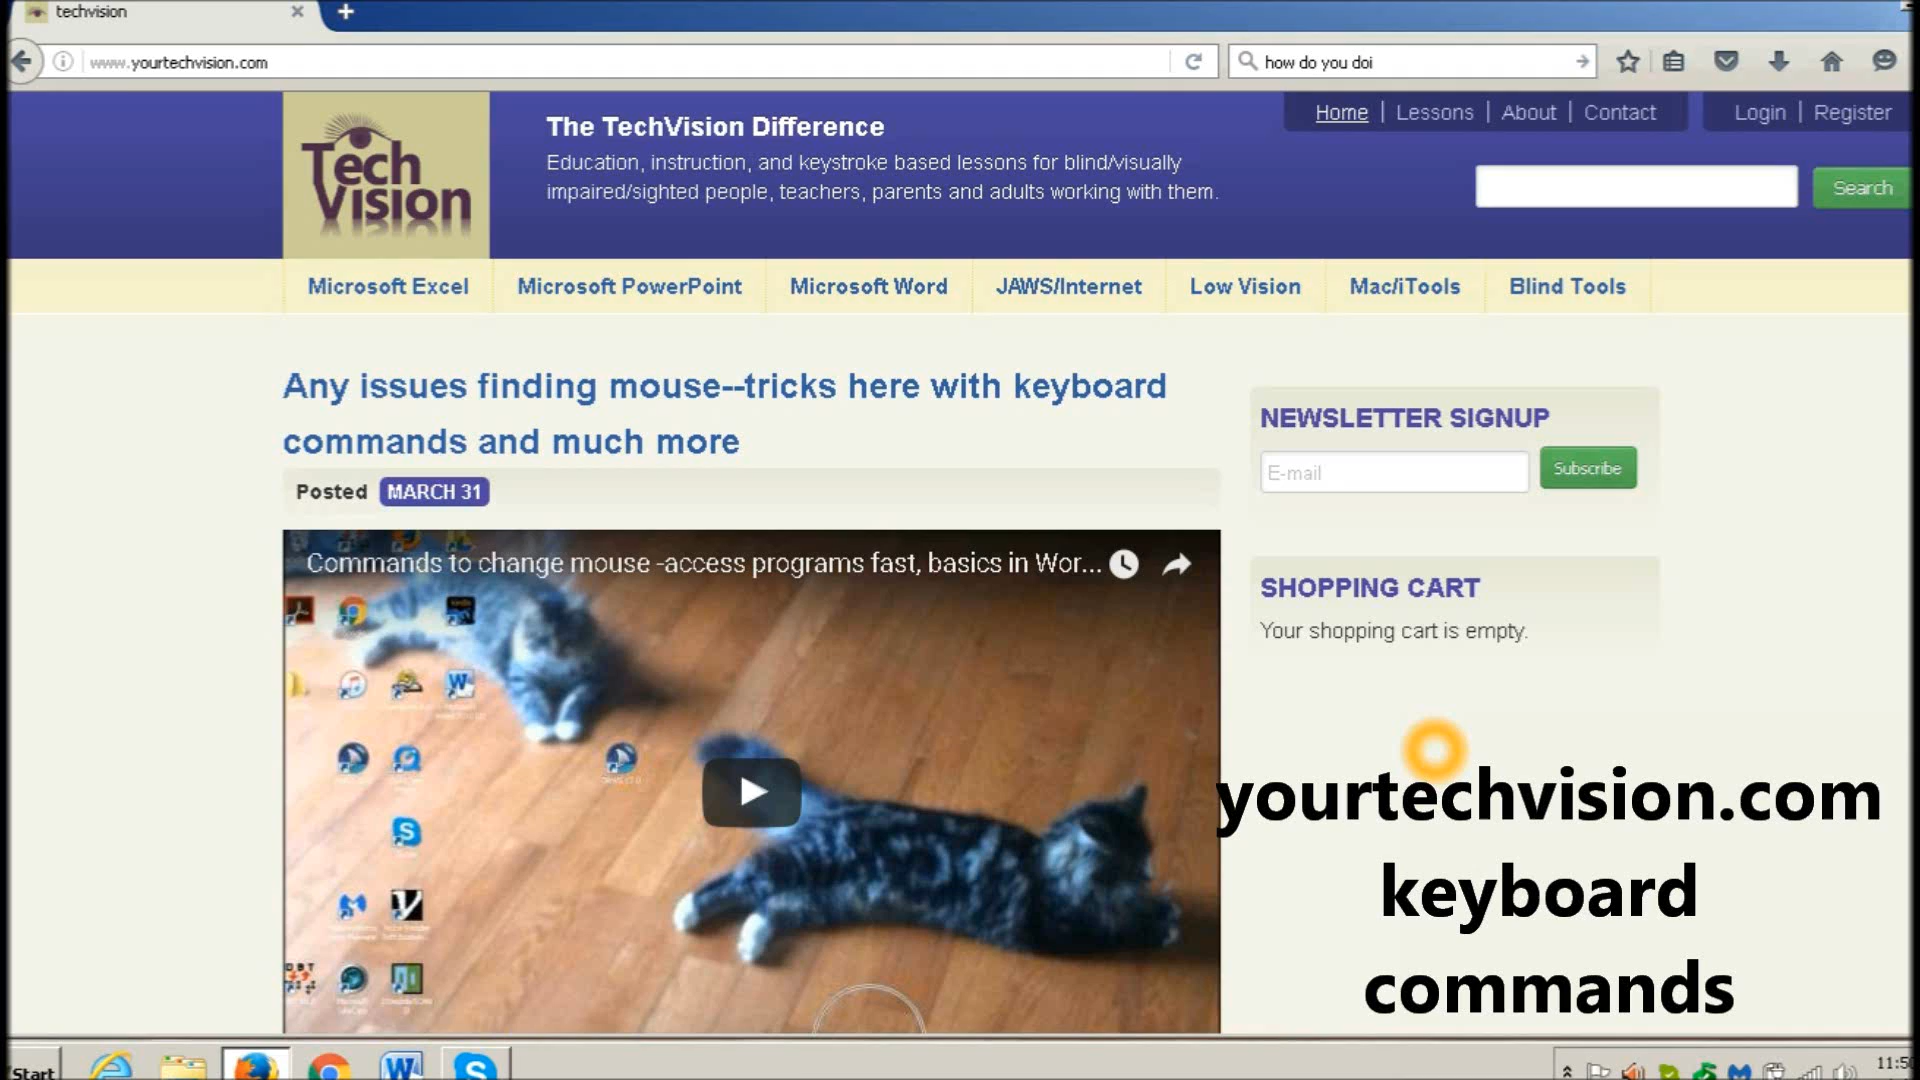 techvision
www.yourtechvision.com
how do you doi
Tech
Vision
The TechVision Difference
Education, instruction, and keystroke based lessons for blind/visually
impaired/sighted people, teachers, parents and adults working with them.
Home | Lessons | About | Contact
Login | Register
Search
Microsoft Excel
Microsoft PowerPoint
Microsoft Word
JAWS/Internet
Low Vision
Mac/iTools
Blind Tools
Any issues finding mouse--tricks here with keyboard
commands and much more
Posted MARCH 31
NEWSLETTER SIGNUP
E-mail
Subscribe
Commands to change mouse -access programs fast, basics in Wor...
SHOPPING CART
Your shopping cart is empty.
yourtechvision.com
keyboard
commands
Start